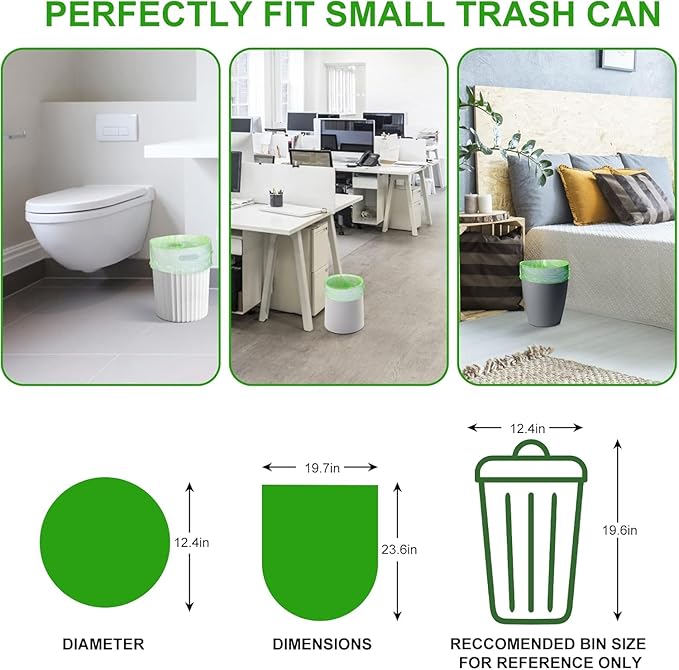 PERFECTLY FIT SMALL TRASH CAN
12.4in
19.7in
12.4in
23.6in
19.6in
DIAMETER
DIMENSIONS
RECCOMENDED BIN SIZE
FOR REFERENCE ONLY